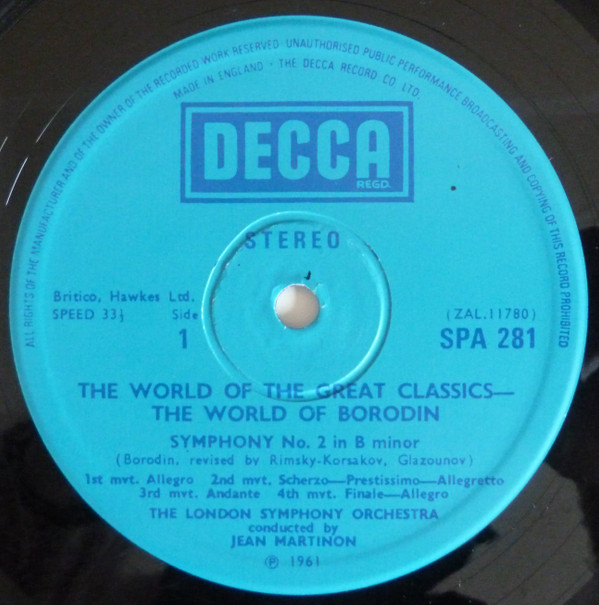 ALL RIGHTS OF THE MANUFACTURER AND OF THE OWNER OF THE RECORDED WORK RESERVED · UNAUTHORISED PUBLIC PERFORMANCE BROADCASTING AND COPYING OF THIS RECORD PROHIBITED
MADE IN ENGLAND · THE DECCA RECORD CO LTD.
DECCA
REGD.
STEREO
Britico, Hawkes Ltd.
SPEED 33⅓ Side
1
(ZAL.11780)
SPA 281
THE WORLD OF THE GREAT CLASSICS—
THE WORLD OF BORODIN
SYMPHONY No. 2 in B minor
(Borodin, revised by Rimsky-Korsakov, Glazounov)
1st mvt. Allegro 2nd mvt. Scherzo—Prestissimo—Allegretto
3rd mvt. Andante 4th mvt. Finale—Allegro
THE LONDON SYMPHONY ORCHESTRA
conducted by
JEAN MARTINON
℗ 1961